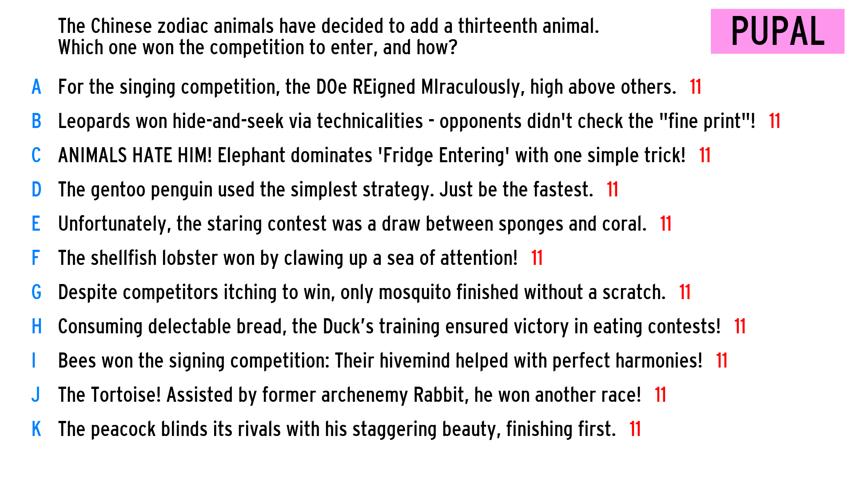 The Chinese zodiac animals have decided to add a thirteenth animal.
Which one won the competition to enter, and how?
PUPAL
A For the singing competition, the DOe REigned MIraculously, high above others. 11
B Leopards won hide-and-seek via technicalities - opponents didn't check the "fine print"! 11
C ANIMALS HATE HIM! Elephant dominates 'Fridge Entering' with one simple trick! 11
D The gentoo penguin used the simplest strategy. Just be the fastest. 11
E Unfortunately, the staring contest was a draw between sponges and coral. 11
F The shellfish lobster won by clawing up a sea of attention! 11
G Despite competitors itching to win, only mosquito finished without a scratch. 11
H Consuming delectable bread, the Duck’s training ensured victory in eating contests! 11
I Bees won the signing competition: Their hivemind helped with perfect harmonies! 11
J The Tortoise! Assisted by former archenemy Rabbit, he won another race! 11
K The peacock blinds its rivals with his staggering beauty, finishing first. 11